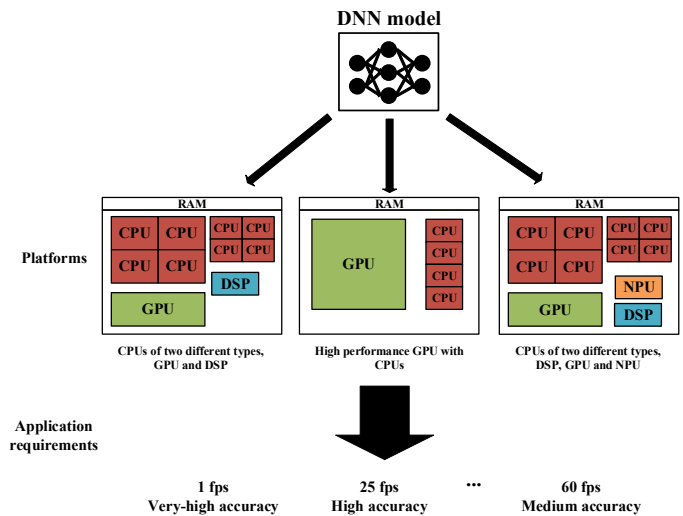 DNN model
Platforms
RAM
CPU CPU
CPU CPU
CPU CPU
CPU CPU
DSP
GPU
CPUs of two different types,
GPU and DSP
RAM
GPU
CPU
CPU
CPU
CPU
High performance GPU with
CPUs
RAM
CPU CPU
CPU CPU
CPU CPU
CPU CPU
NPU
GPU
DSP
CPUs of two different types,
DSP, GPU and NPU
Application
requirements
1 fps
Very-high accuracy
25 fps
High accuracy
...
60 fps
Medium accuracy